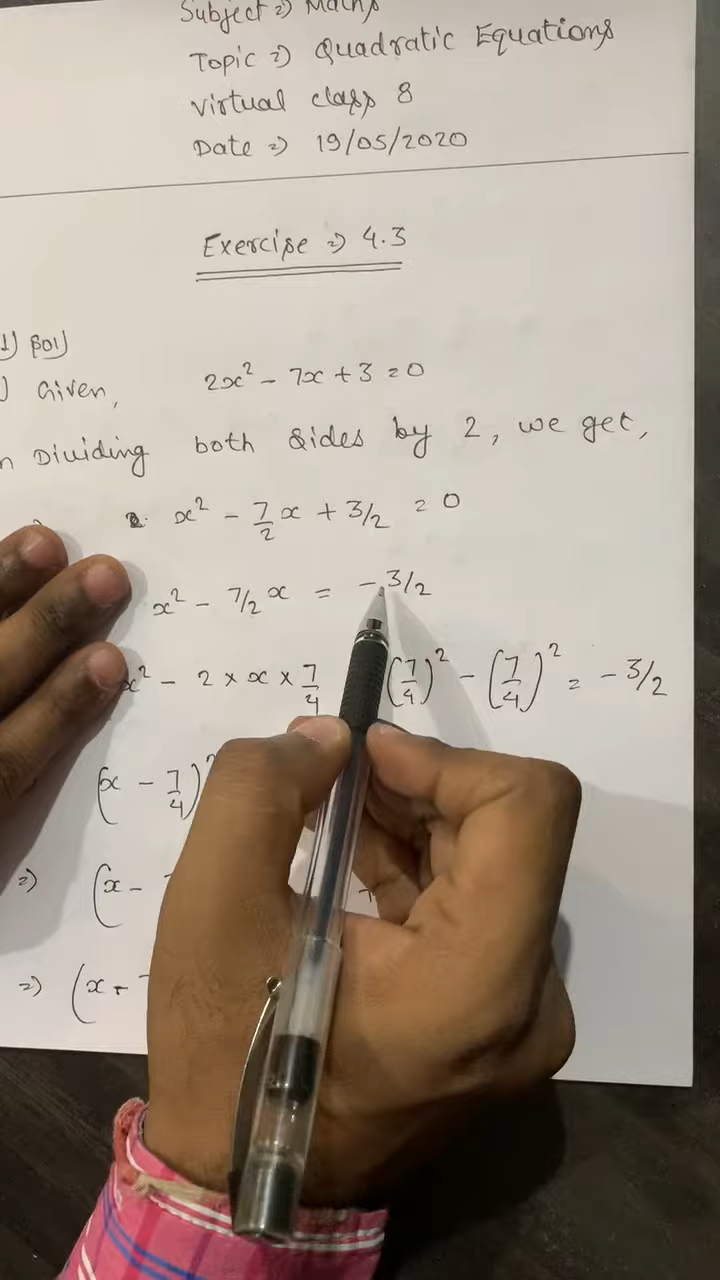 Subject => Maths
Topic => Quadratic Equations
Virtual class 8
Date => 19/05/2020
Exercise => 4.3
1) Sol)
) Given, 2x² - 7x + 3 = 0
n Dividing both sides by 2, we get,
x² - 7/2 x + 3/2 = 0
x² - 7/2 x = - 3/2
x² - 2 × x × 7/4 (7/4)² - (7/4)² = - 3/2
(x - 7/4)²
=> (x -
=> (x -